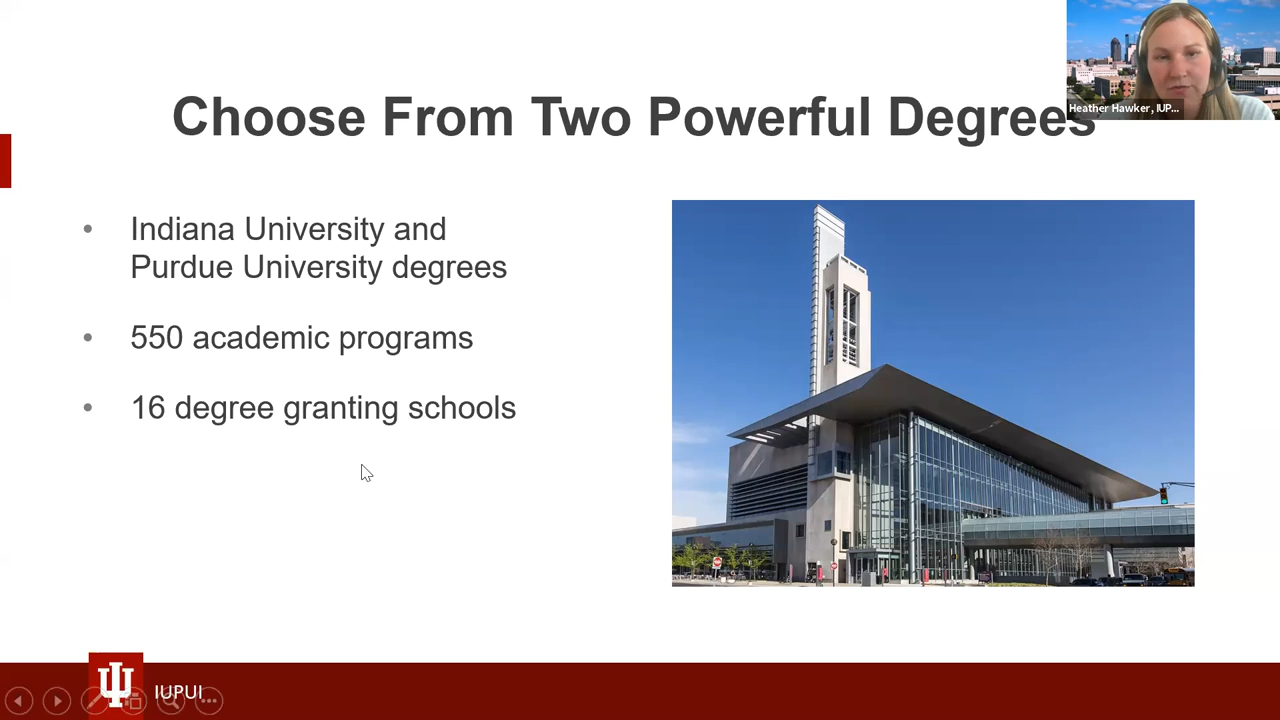 Choose From Two Powerful Degrees
Heather Hawker, IUP...
• Indiana University and
Purdue University degrees
• 550 academic programs
• 16 degree granting schools
IUPUI